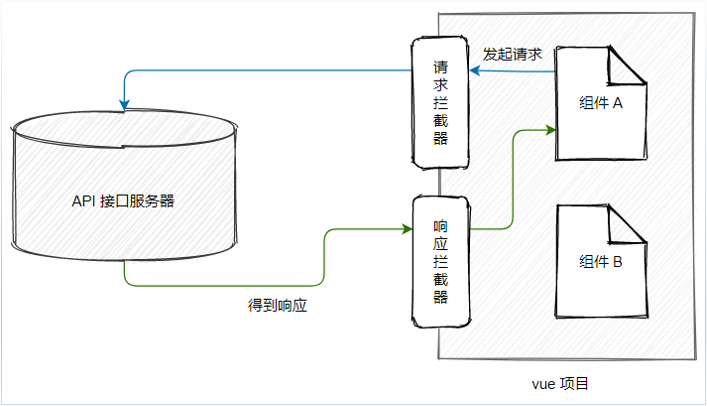 发起请求
请求拦截器
组件 A
API 接口服务器
响应拦截器
组件 B
得到响应
vue 项目